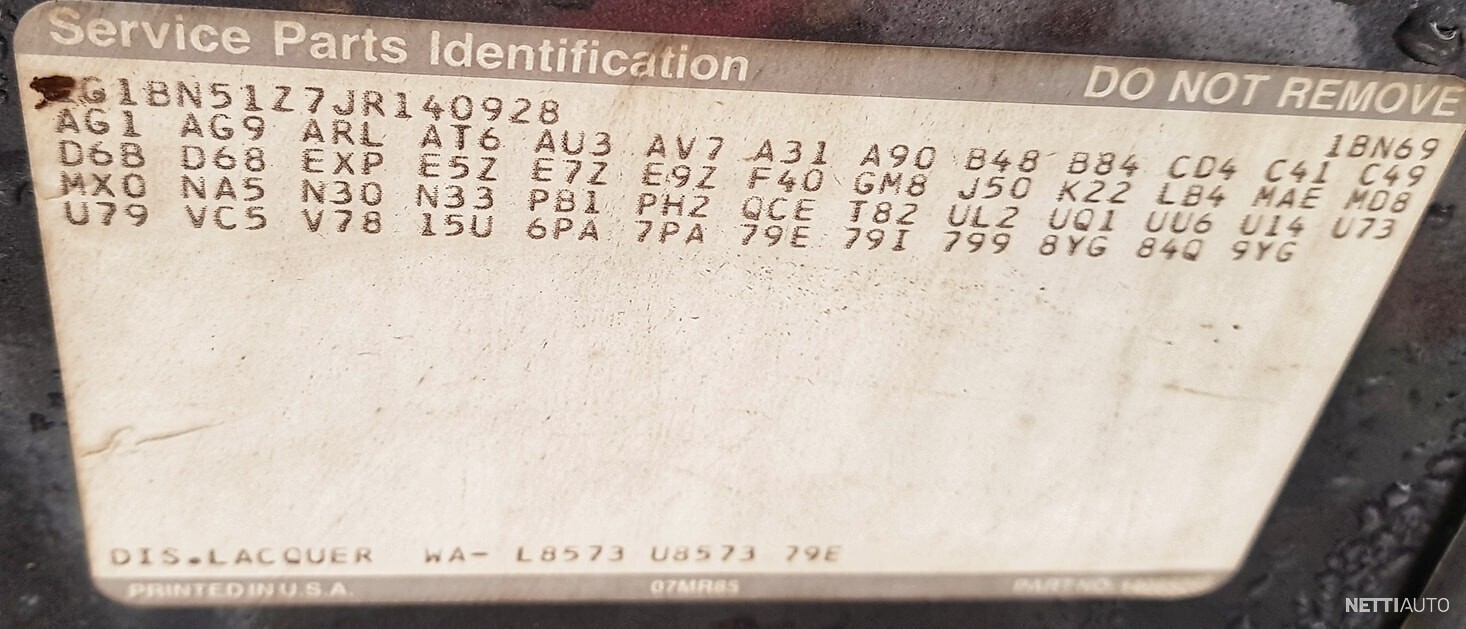 Service Parts Identification DO NOT REMOVE
G1BN51Z7JR140928 1BN69
AG1 AG9 ARL AT6 AU3 AV7 A31 A90 B48 B84 CD4 C41 C49
D6B D68 EXP E5Z E7Z E9Z F40 GM8 J50 K22 LB4 MAE MD8
MX0 NA5 N30 N33 PB1 PH2 QCE T82 UL2 UQ1 UU6 U14 U73
U79 VC5 V78 15U 6PA 7PA 79E 79I 799 8YG 84Q 9YG
DIS.LACQUER WA- L8573 U8573 79E
PRINTED IN U.S.A. 07MR85 PART NO.
NETTIAUTO